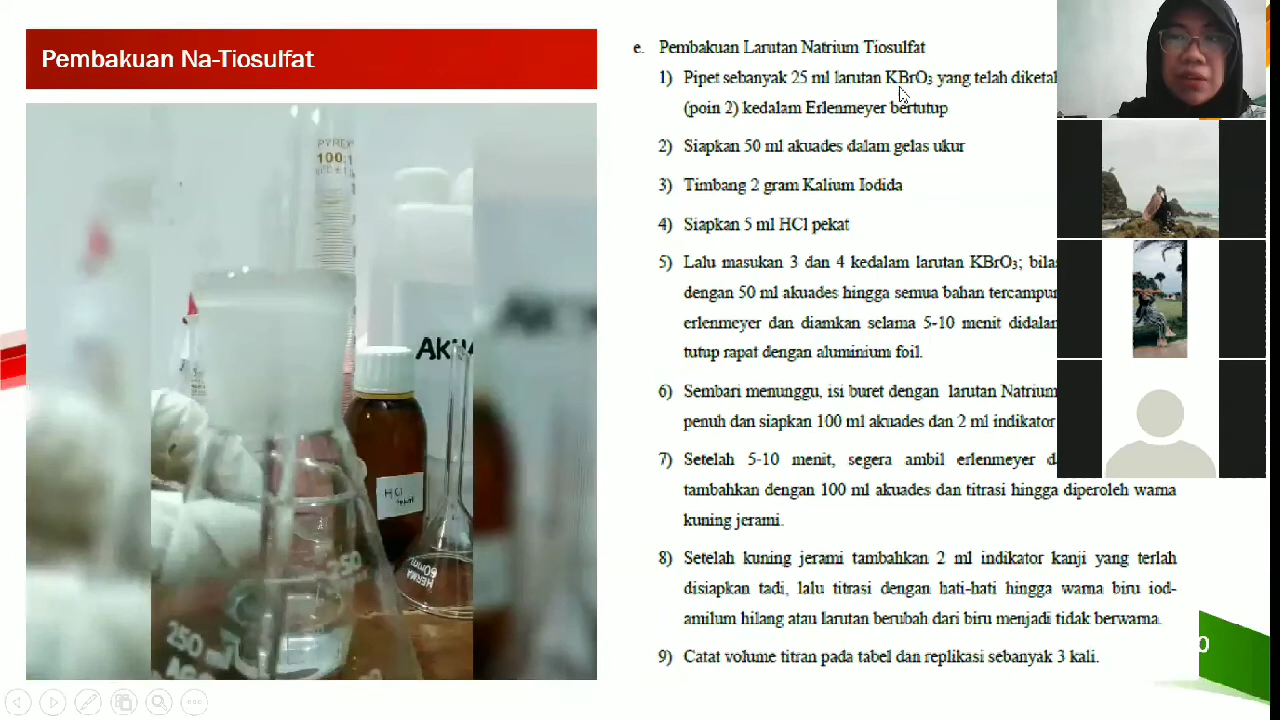 Pembakuan Na-Tiosulfat
PYREX
100:1
AKUA
HCl
pekat
HERMA
250
250
e. Pembakuan Larutan Natrium Tiosulfat
1) Pipet sebanyak 25 ml larutan KBrO₃ yang telah
(poin 2) kedalam Erlenmeyer bertutup
2) Siapkan 50 ml akuades dalam gelas ukur
3) Timbang 2 gram Kalium Iodida
4) Siapkan 5 ml HCl pekat
5) Lalu masukan 3 dan 4 kedalam larutan KBrO₃;
dengan 50 ml akuades hingga semua bahan
erlenmeyer dan diamkan selama 5-10 menit
tutup rapat dengan aluminium foil.
6) Sembari menunggu, isi buret dengan larutan Natrium
penuh dan siapkan 100 ml akuades dan 2 ml indikator
7) Setelah 5-10 menit, segera ambil erlenmeyer
tambahkan dengan 100 ml akuades dan titrasi hingga diperoleh warna
kuning jerami.
8) Setelah kuning jerami tambahkan 2 ml indikator kanji yang terlah
disiapkan tadi, lalu titrasi dengan hati-hati hingga warna biru iod-
amilum hilang atau larutan berubah dari biru menjadi tidak berwarna.
9) Catat volume titran pada tabel dan replikasi sebanyak 3 kali.
0